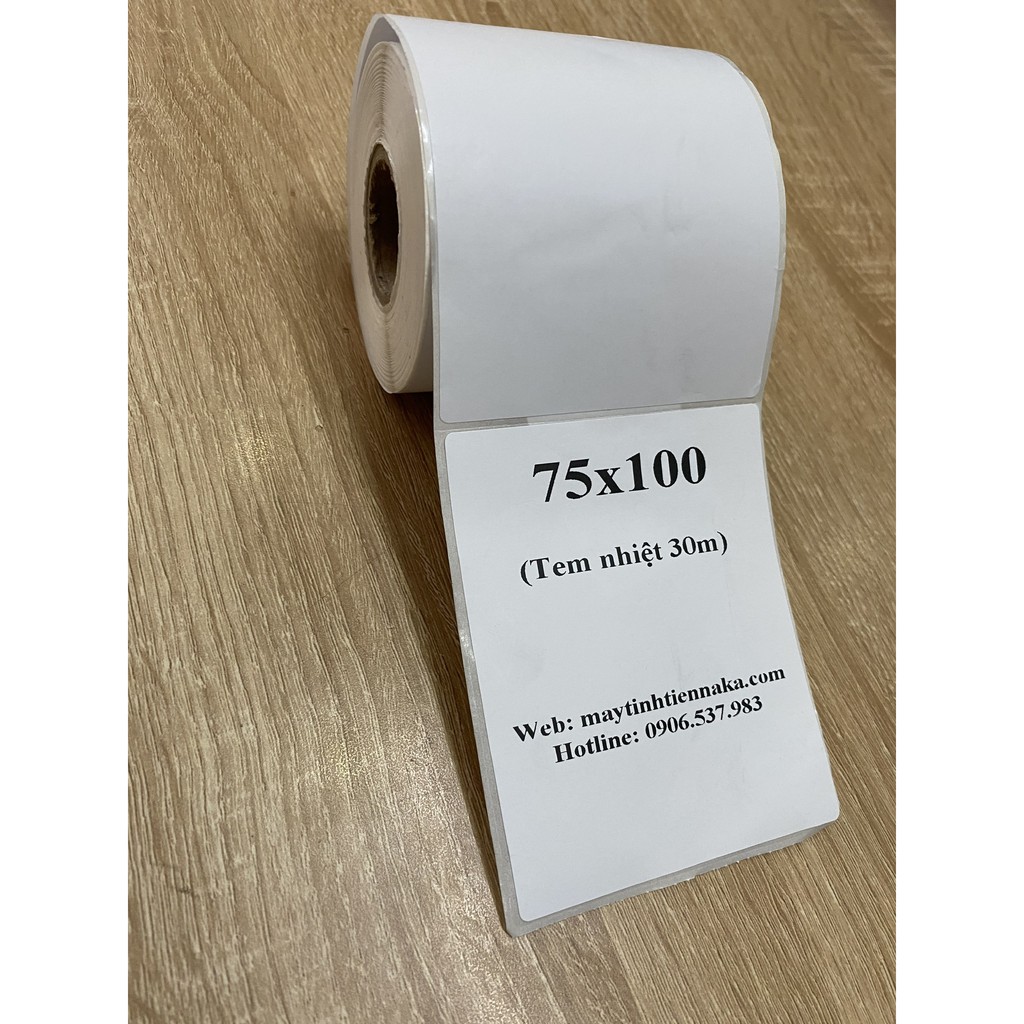 75x100
(Tem nhiệt 30m)
Web: maytinhtiennaka.com
Hotline: 0906.537.983